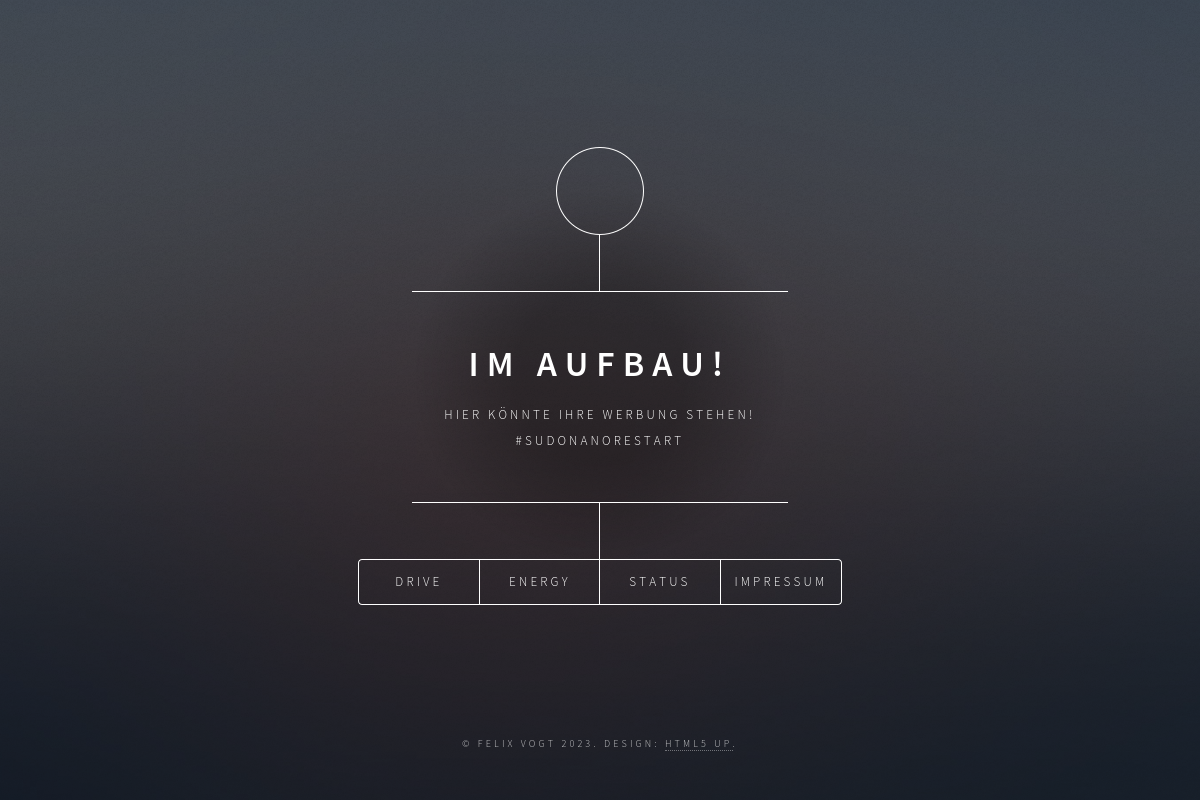 IM AUFBAU!
HIER KÖNNTE IHRE WERBUNG STEHEN!
#SUDONANORESTART
DRIVE
ENERGY
STATUS
IMPRESSUM
© FELIX VOGT 2023. DESIGN: HTML5 UP.